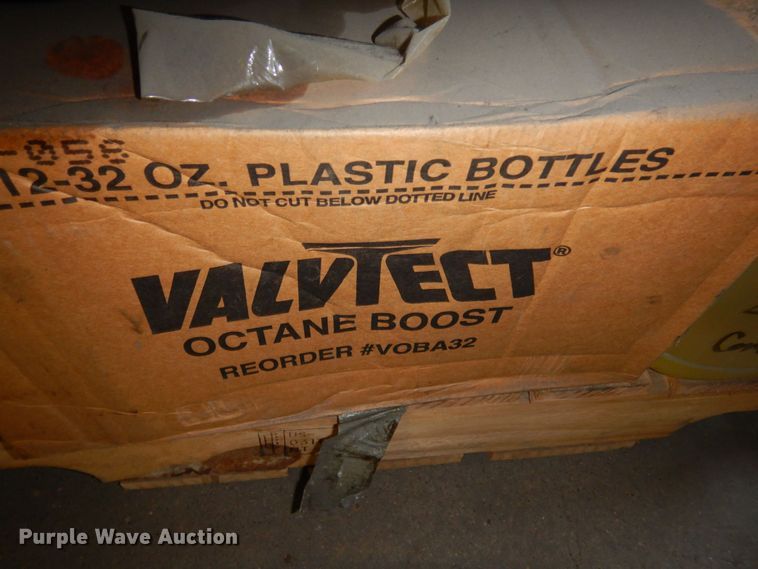 -056
12-32 OZ. PLASTIC BOTTLES
DO NOT CUT BELOW DOTTED LINE
VALVTECT®
OCTANE BOOST
REORDER #VOBA32
Purple Wave Auction